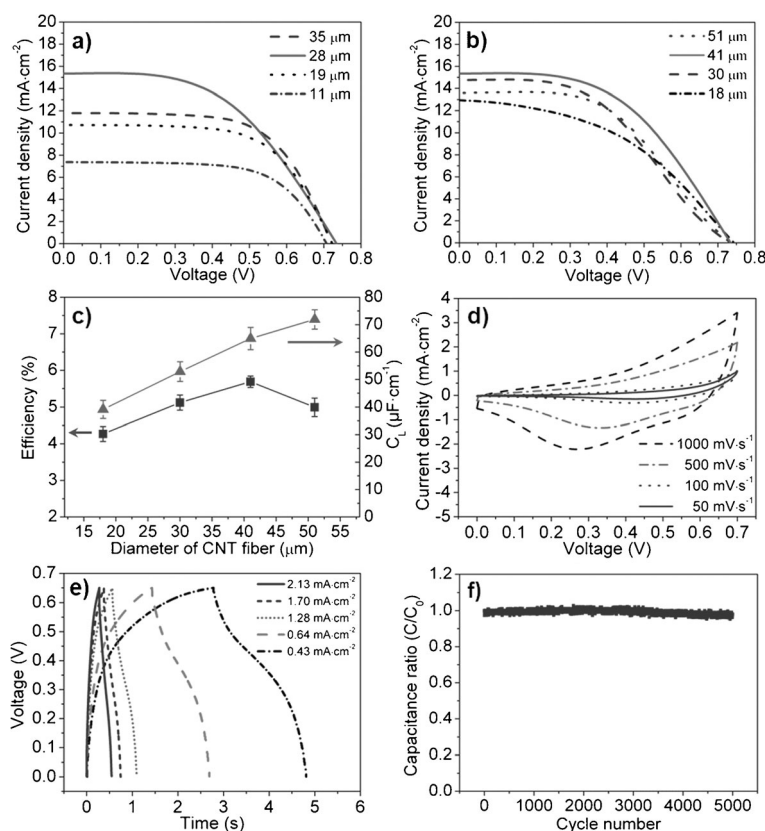 a)
35 μm
28 μm
19 μm
11 μm
Current density (mA·cm⁻²)
20
18
16
14
12
10
8
6
4
2
0
0.0 0.1 0.2 0.3 0.4 0.5 0.6 0.7 0.8
Voltage (V)
b)
51 μm
41 μm
30 μm
18 μm
Current density (mA·cm⁻²)
20
18
16
14
12
10
8
6
4
2
0
0.0 0.1 0.2 0.3 0.4 0.5 0.6 0.7 0.8
Voltage (V)
c)
Efficiency (%)
8
7
6
5
4
3
2
C_L (μF·cm⁻¹)
80
70
60
50
40
30
20
10
0
15 20 25 30 35 40 45 50 55
Diameter of CNT fiber (μm)
d)
Current density (mA·cm⁻²)
4
3
2
1
0
-1
-2
-3
-4
-5
1000 mV·s⁻¹
500 mV·s⁻¹
100 mV·s⁻¹
50 mV·s⁻¹
0.0 0.1 0.2 0.3 0.4 0.5 0.6 0.7
Voltage (V)
e)
2.13 mA·cm⁻²
1.70 mA·cm⁻²
1.28 mA·cm⁻²
0.64 mA·cm⁻²
0.43 mA·cm⁻²
Voltage (V)
0.7
0.6
0.5
0.4
0.3
0.2
0.1
0.0
0 1 2 3 4 5 6
Time (s)
f)
Capacitance ratio (C/C₀)
1.2
1.0
0.8
0.6
0.4
0.2
0.0
0 1000 2000 3000 4000 5000
Cycle number